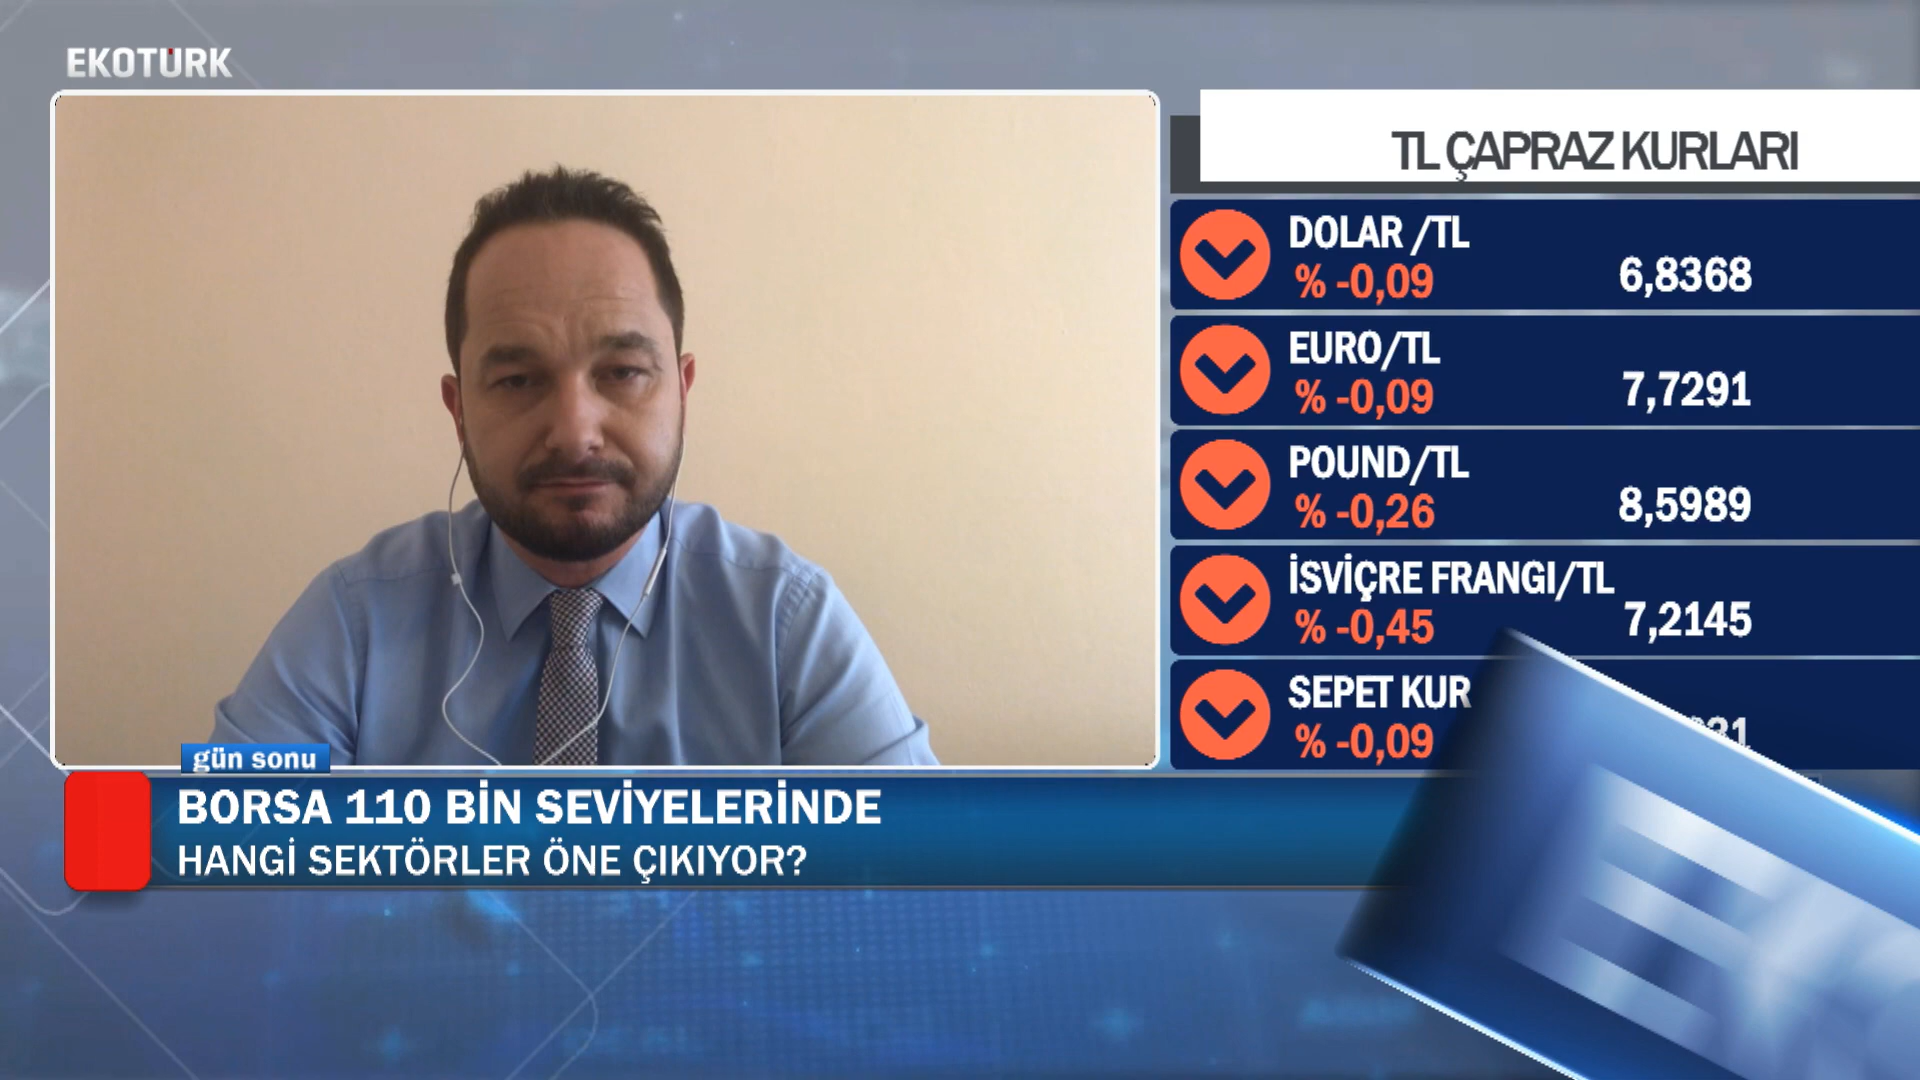 EKOTÜRK
TL ÇAPRAZ KURLARI
DOLAR /TL
% -0,09
6,8368
EURO/TL
% -0,09
7,7291
POUND/TL
% -0,26
8,5989
İSVİÇRE FRANGI/TL
% -0,45
7,2145
SEPET KUR
% -0,09
gün sonu
BORSA 110 BİN SEVİYELERİNDE
HANGİ SEKTÖRLER ÖNE ÇIKIYOR?